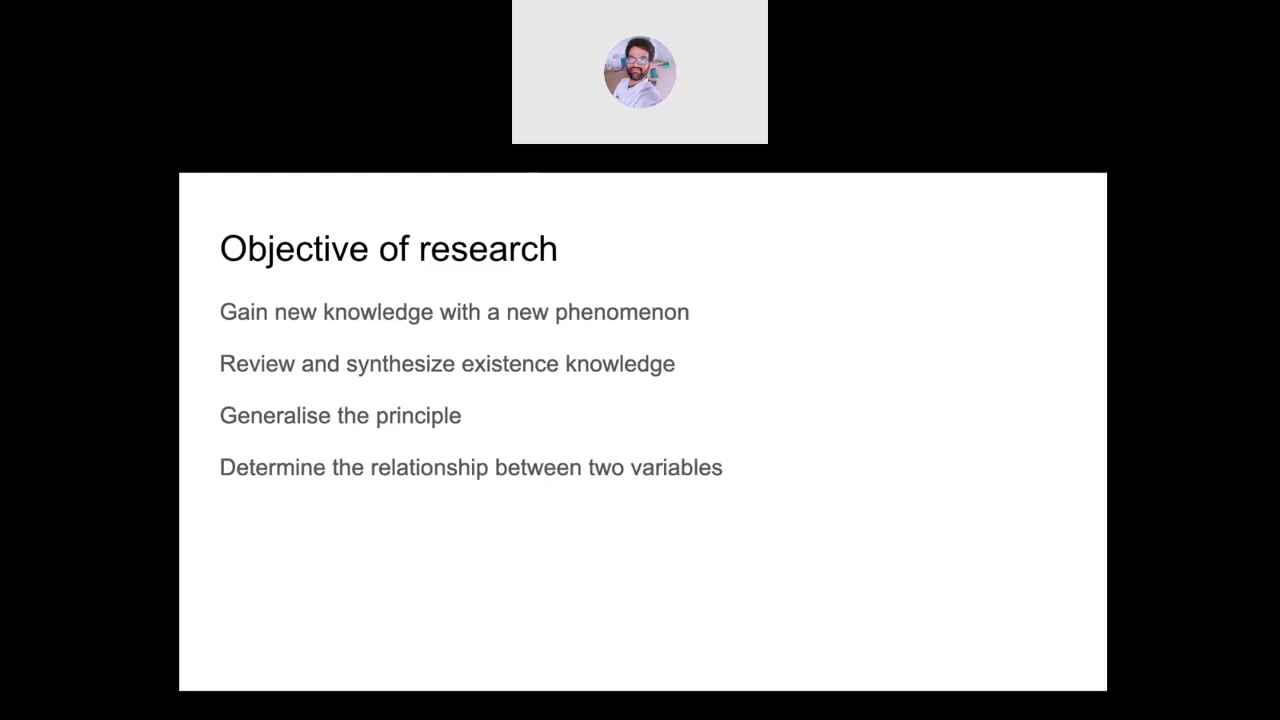 Objective of research
Gain new knowledge with a new phenomenon
Review and synthesize existence knowledge
Generalise the principle
Determine the relationship between two variables